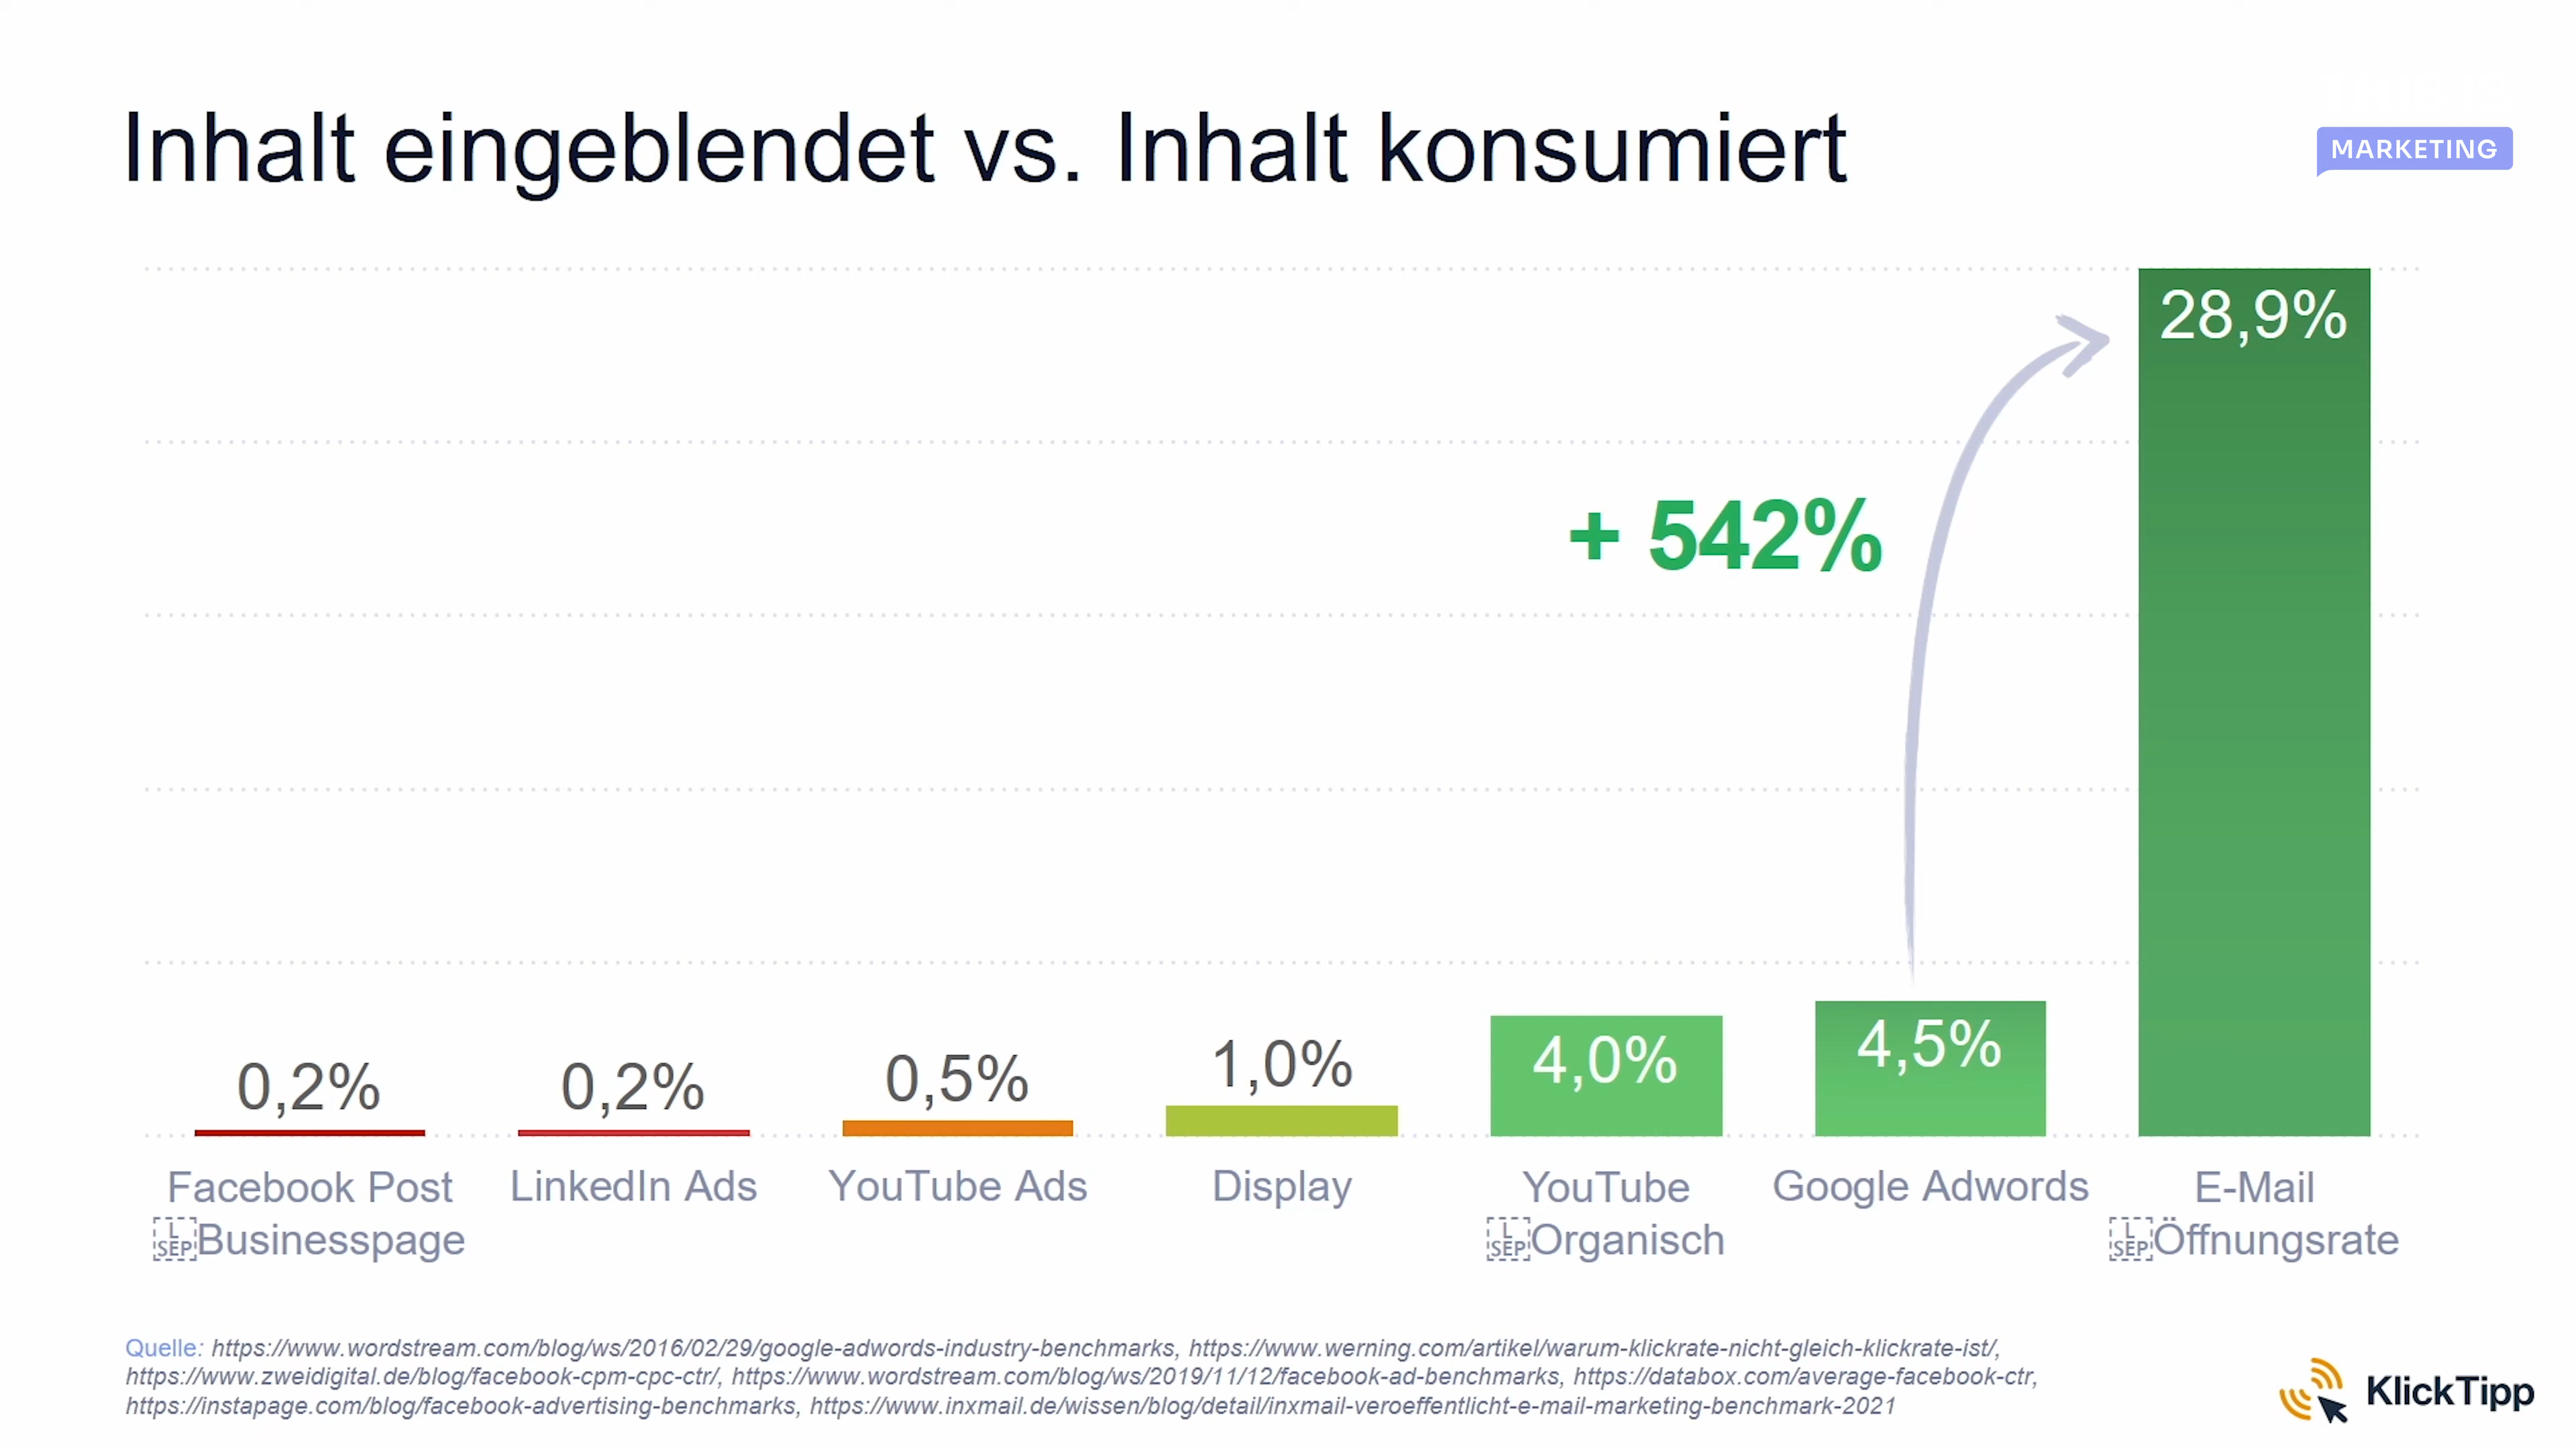 Inhalt eingeblendet vs. Inhalt konsumiert
MARKETING
28,9%
+ 542%
0,2%
0,2%
0,5%
1,0%
4,0%
4,5%
Facebook Post
LSEPBusinesspage
LinkedIn Ads
YouTube Ads
Display
YouTube
LSEPOrganisch
Google Adwords
E-Mail
LSEPÖffnungsrate
Quelle: https://www.wordstream.com/blog/ws/2016/02/29/google-adwords-industry-benchmarks, https://www.werning.com/artikel/warum-klickrate-nicht-gleich-klickrate-ist/,
https://www.zweidigital.de/blog/facebook-cpm-cpc-ctr/, https://www.wordstream.com/blog/ws/2019/11/12/facebook-ad-benchmarks, https://databox.com/average-facebook-ctr,
https://instapage.com/blog/facebook-advertising-benchmarks, https://www.inxmail.de/wissen/blog/detail/inxmail-veroeffentlicht-e-mail-marketing-benchmark-2021
KlickTipp